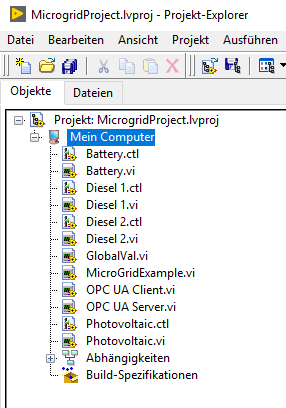 MicrogridProject.lvproj - Projekt-Explorer
Datei Bearbeiten Ansicht Projekt Ausführen
Objekte Dateien
Projekt: MicrogridProject.lvproj
Mein Computer
Battery.ctl
Battery.vi
Diesel 1.ctl
Diesel 1.vi
Diesel 2.ctl
Diesel 2.vi
GlobalVal.vi
MicroGridExample.vi
OPC UA Client.vi
OPC UA Server.vi
Photovoltaic.ctl
Photovoltaic.vi
Abhängigkeiten
Build-Spezifikationen